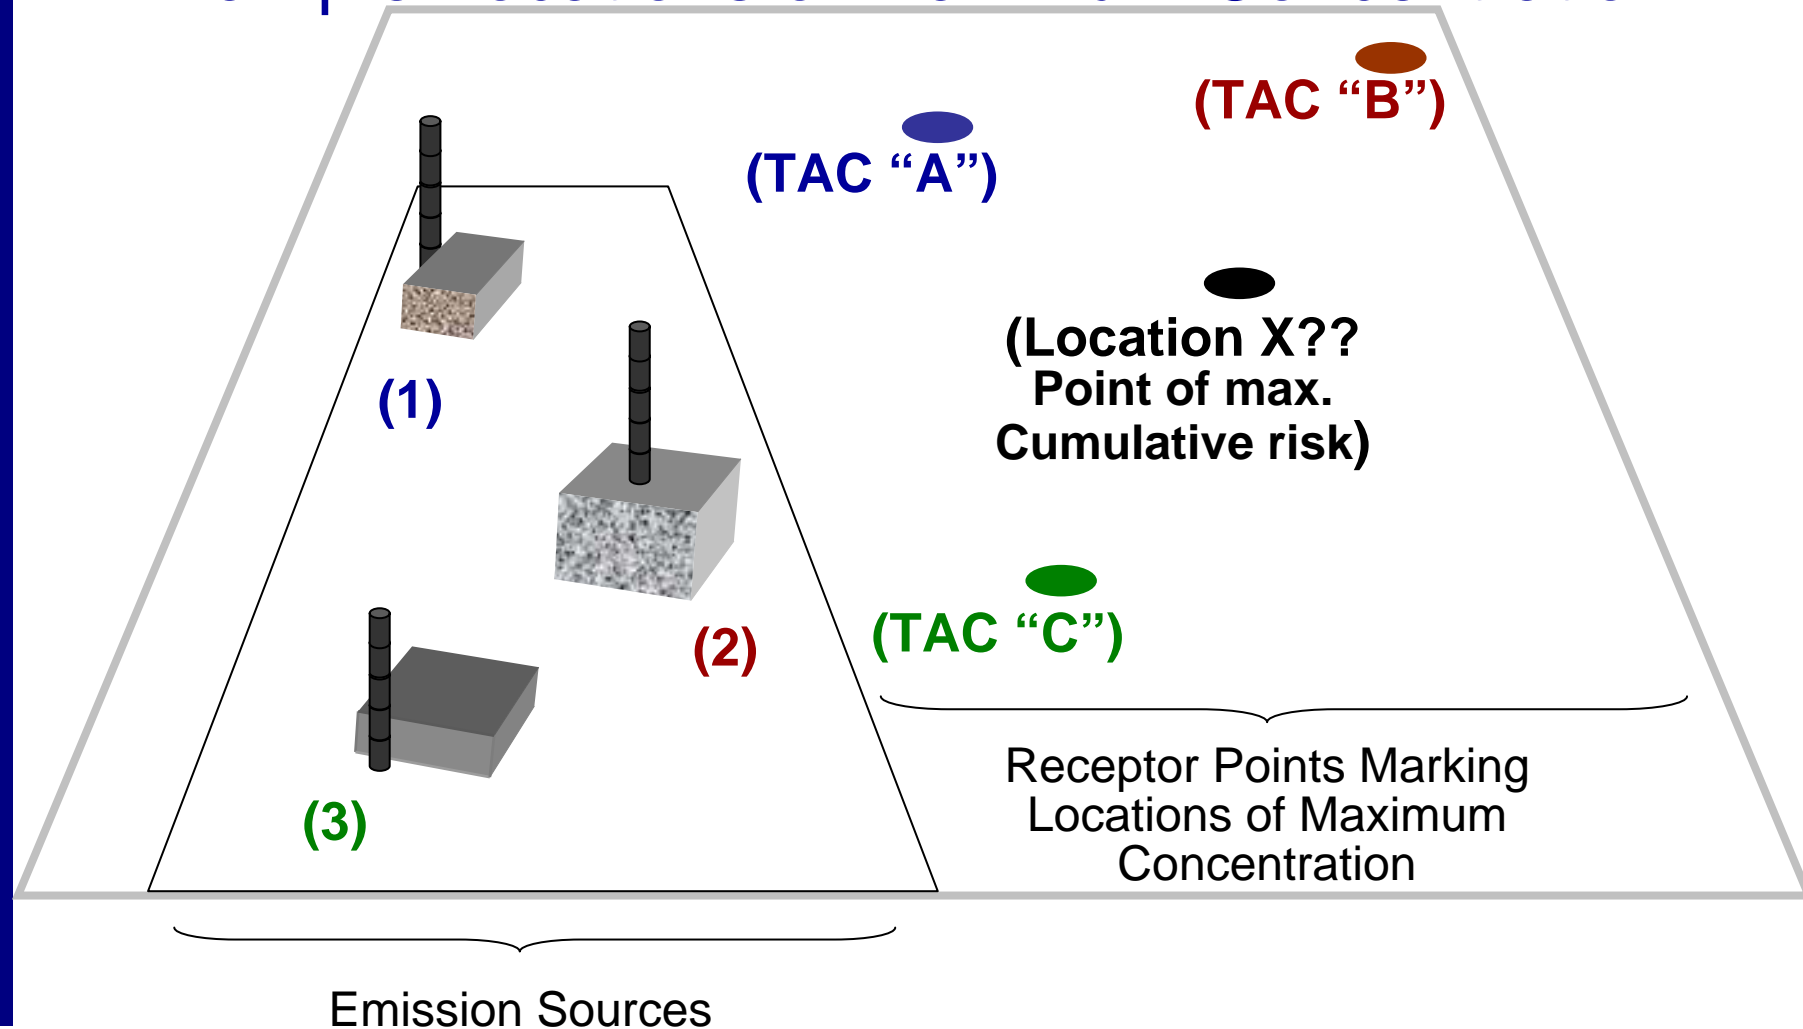 (TAC “B”)
(TAC “A”)
(Location X??
Point of max.
Cumulative risk)
(1)
(2)
(TAC “C”)
(3)
Receptor Points Marking
Locations of Maximum
Concentration
Emission Sources